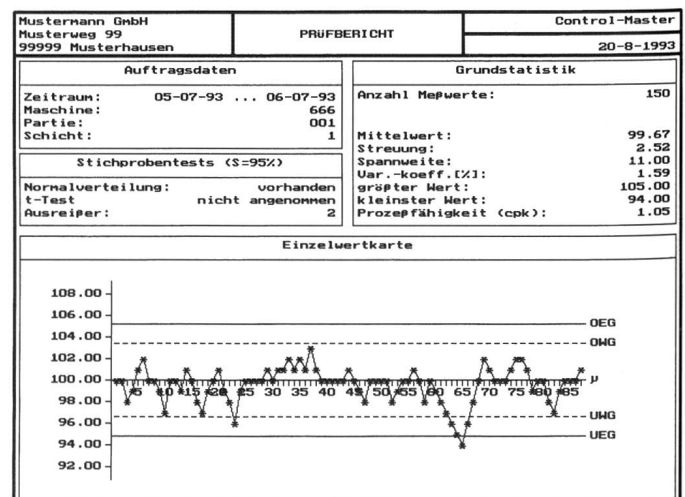 Mustermann GmbH
Musterweg 99
99999 Musterhausen
PRüFBERICHT
Control-Master
20-8-1993
Auftragsdaten
Zeitraum: 05-07-93 ... 06-07-93
Maschine: 666
Partie: 001
Schicht: 1
Stichprobentests (S=95%)
Normalverteilung: vorhanden
t-Test nicht angenommen
Ausreißer: 2
Grundstatistik
Anzahl Meßwerte: 150
Mittelwert: 99.67
Streuung: 2.52
Spannweite: 11.00
Var.-koeff.[%]: 1.59
größter Wert: 105.00
kleinster Wert: 94.00
Prozeßfähigkeit (cpk): 1.05
Einzelwertkarte
108.00
106.00
OEG
104.00
OWG
102.00
100.00
µ
5 10 15 20 25 30 35 40 45 50 55 60 65 70 75 80 85
98.00
UWG
96.00
UEG
94.00
92.00